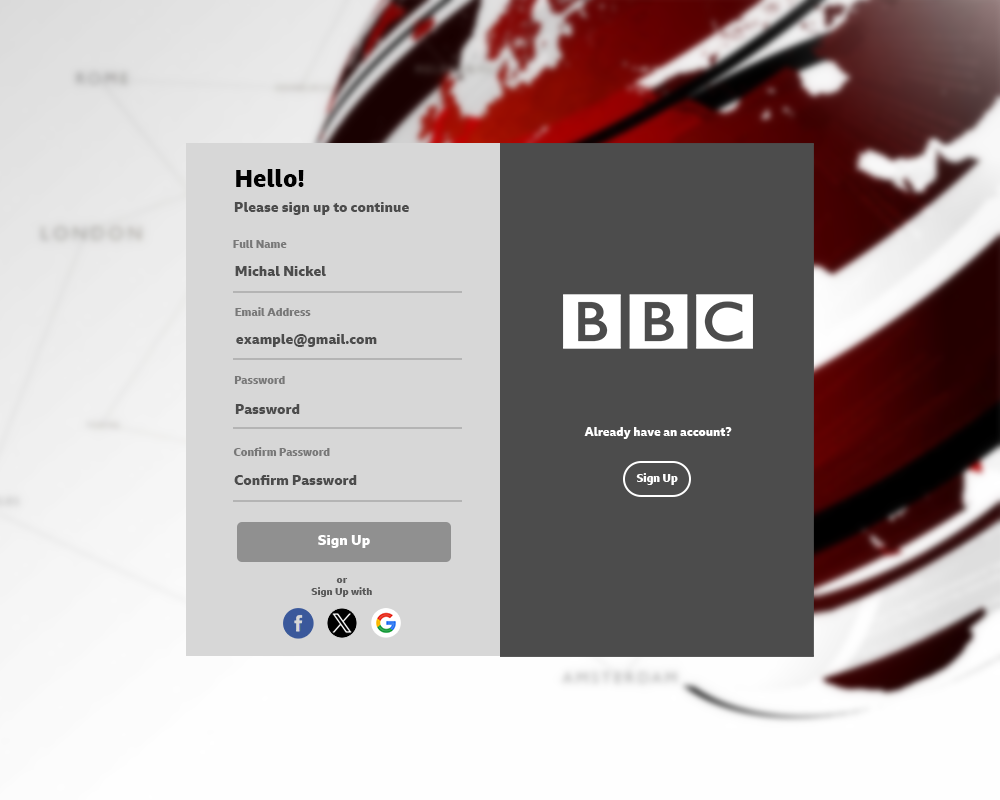 ROME
LONDON
Hello!
Please sign up to continue
Full Name
Michal Nickel
Email Address
example@gmail.com
Password
Password
Confirm Password
Confirm Password
Sign Up
or
Sign Up with
f
X
G
BBC
Already have an account?
Sign Up
AMSTERDAM